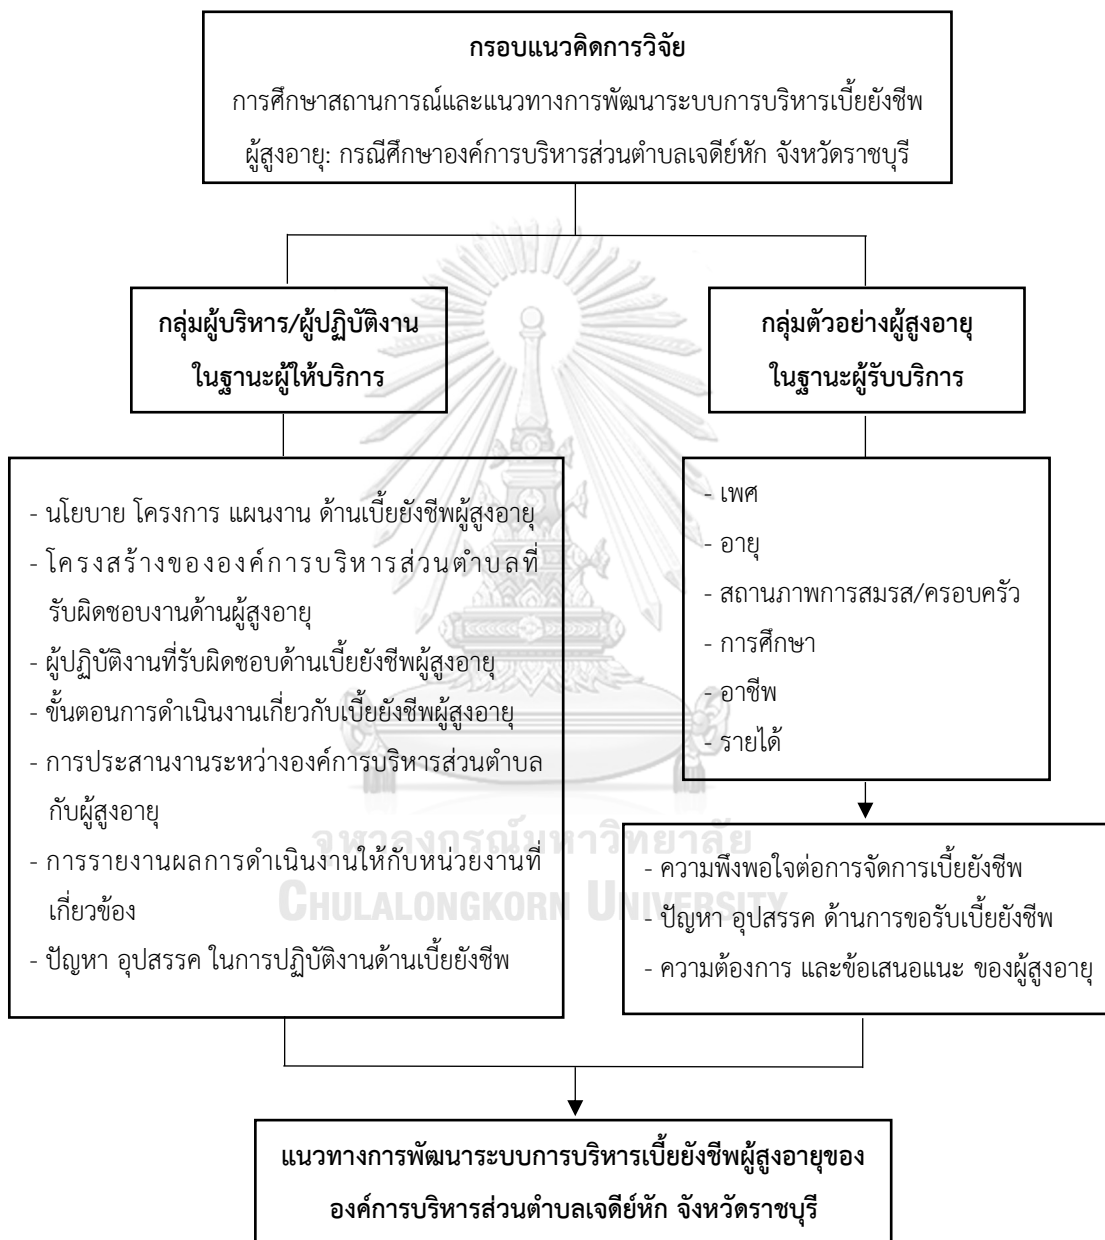 กรอบแนวคิดการวิจัย
การศึกษาสถานการณ์และแนวทางการพัฒนาระบบการบริหารเบี้ยยังชีพ
ผู้สูงอายุ: กรณีศึกษาองค์การบริหารส่วนตำบลเจดีย์หัก จังหวัดราชบุรี
กลุ่มผู้บริหาร/ผู้ปฏิบัติงาน
ในฐานะผู้ให้บริการ
กลุ่มตัวอย่างผู้สูงอายุ
ในฐานะผู้รับบริการ
- นโยบาย โครงการ แผนงาน ด้านเบี้ยยังชีพผู้สูงอายุ
- โครงสร้างขององค์การบริหารส่วนตำบลที่
รับผิดชอบงานด้านผู้สูงอายุ
- ผู้ปฏิบัติงานที่รับผิดชอบด้านเบี้ยยังชีพผู้สูงอายุ
- ขั้นตอนการดำเนินงานเกี่ยวกับเบี้ยยังชีพผู้สูงอายุ
- การประสานงานระหว่างองค์การบริหารส่วนตำบล
กับผู้สูงอายุ
- การรายงานผลการดำเนินงานให้กับหน่วยงานที่
เกี่ยวข้อง
- ปัญหา อุปสรรค ในการปฏิบัติงานด้านเบี้ยยังชีพ
- เพศ
- อายุ
- สถานภาพการสมรส/ครอบครัว
- การศึกษา
- อาชีพ
- รายได้
- ความพึงพอใจต่อการจัดการเบี้ยยังชีพ
- ปัญหา อุปสรรค ด้านการขอรับเบี้ยยังชีพ
- ความต้องการ และข้อเสนอแนะ ของผู้สูงอายุ
จุฬาลงกรณ์มหาวิทยาลัย
CHULALONGKORN UNIVERSITY
แนวทางการพัฒนาระบบการบริหารเบี้ยยังชีพผู้สูงอายุของ
องค์การบริหารส่วนตำบลเจดีย์หัก จังหวัดราชบุรี